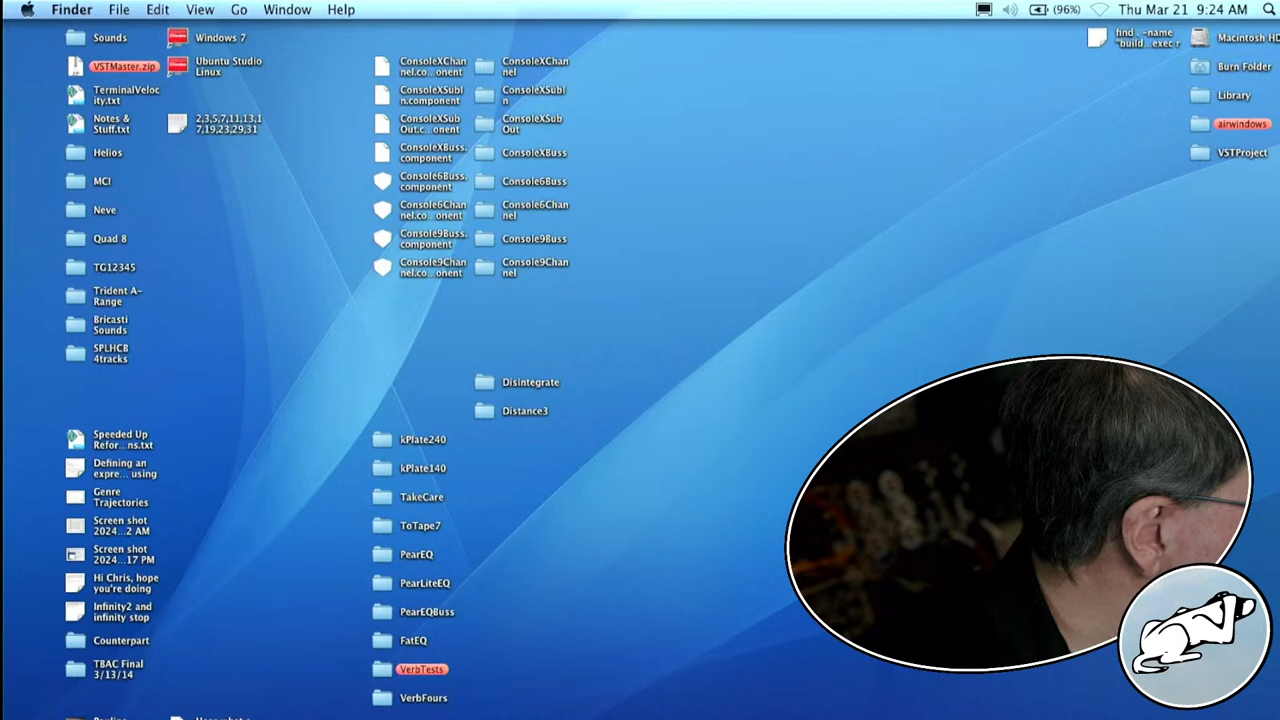 Finder File Edit View Go Window Help
(96%) Thu Mar 21 9:24 AM
Sounds
VSTMaster.zip
TerminalVeloc
ity.txt
Notes &
Stuff.txt
Helios
MCI
Neve
Quad 8
TG12345
Trident A-
Range
Bricasti
Sounds
SPLHCB
4tracks
Speeded Up
Refor...ns.txt
Defining an
expre... using
Genre
Trajectories
Screen shot
2024...2 AM
Screen shot
2024...17 PM
Hi Chris, hope
you're doing
Infinity2 and
infinity stop
Counterpart
TBAC Final
3/13/14
Windows 7
Ubuntu Studio
Linux
2,3,5,7,11,13,1
7,19,23,29,31
ConsoleXChan
nel.co...onent
ConsoleXSubI
n.component
ConsoleXSub
Out.c...onent
ConsoleXBuss.
component
Console6Buss.
component
Console6Chan
nel.co...onent
Console9Buss.
component
Console9Chan
nel.co...onent
kPlate240
kPlate140
TakeCare
ToTape7
PearEQ
PearLiteEQ
PearEQBuss
FatEQ
VerbTests
VerbFours
ConsoleXChan
nel
ConsoleXSubI
n
ConsoleXSub
Out
ConsoleXBuss
Console6Buss
Console6Chan
nel
Console9Buss
Console9Chan
nel
Disintegrate
Distance3
find . -name
"build...exec r
Macintosh HD
Burn Folder
Library
airwindows
VSTProject